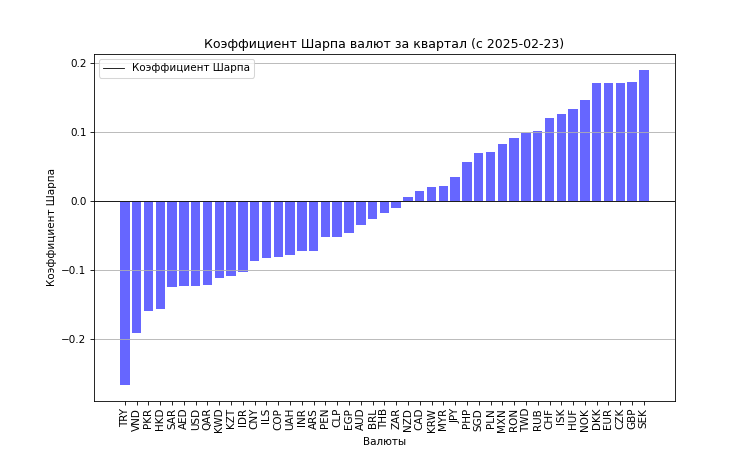 Коэффициент Шарпа валют за квартал (с 2025-02-23)
Коэффициент Шарпа
0.2
0.1
0.0
−0.1
−0.2
Коэффициент Шарпа
TRY
VND
PKR
HKD
SAR
AED
USD
QAR
KWD
KZT
IDR
CNY
ILS
COP
UAH
INR
ARS
PEN
CLP
EGP
AUD
BRL
THB
ZAR
NZD
CAD
KRW
MYR
JPY
PHP
SGD
PLN
MXN
RON
TWD
RUB
CHF
ISK
HUF
NOK
DKK
EUR
CZK
GBP
SEK
Валюты